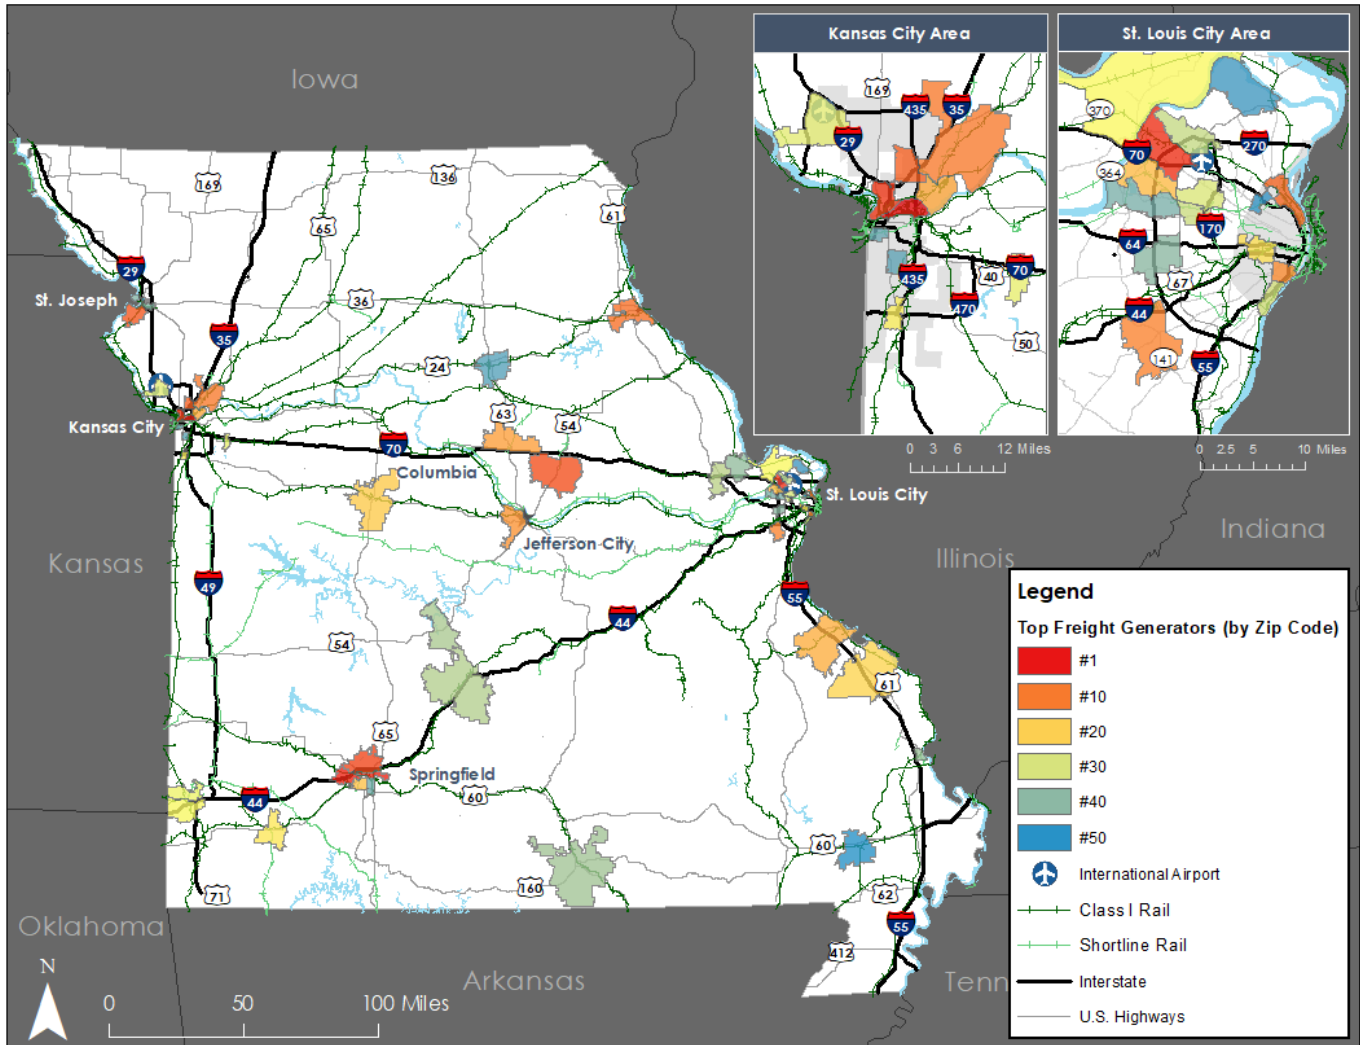 Kansas City Area
St. Louis City Area
Iowa
169
435
35
29
435
40
70
470
50
370
70
270
364
170
64
67
44
141
55
0 3 6 12 Miles
0 2.5 5 10 Miles
169
136
65
61
29
St. Joseph
36
35
24
Kansas City
63
54
70
Columbia
St. Louis City
Jefferson City
Kansas
Illinois
Indiana
49
55
44
54
61
65
Springfield
44
60
60
71
160
62
55
412
Oklahoma
Arkansas
Tenn
N
0 50 100 Miles
Legend
Top Freight Generators (by Zip Code)
#1
#10
#20
#30
#40
#50
International Airport
Class I Rail
Shortline Rail
Interstate
U.S. Highways